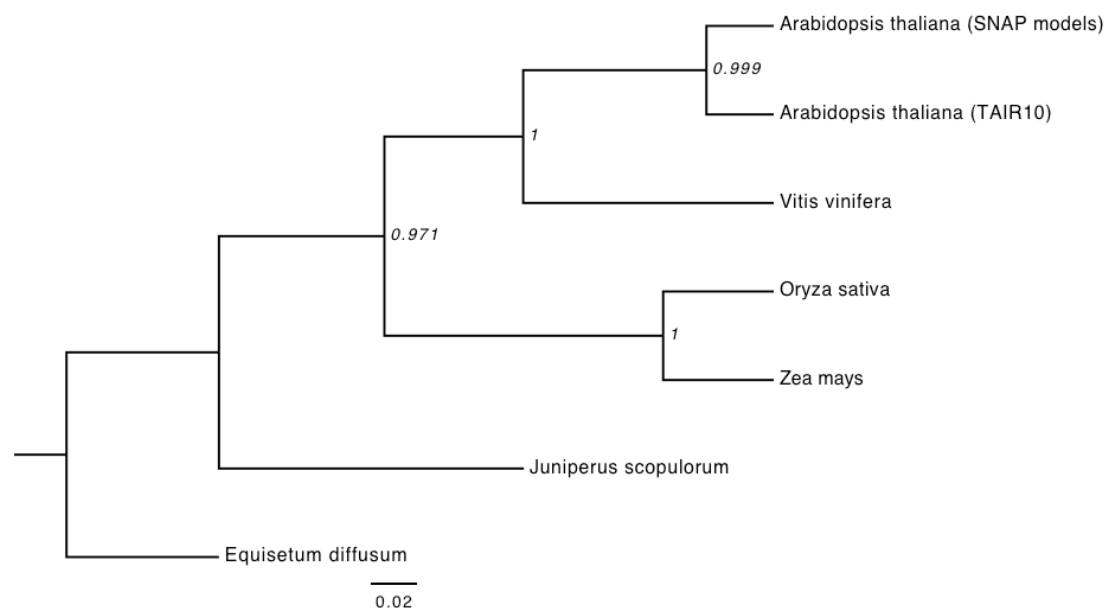 Arabidopsis thaliana (SNAP models)
0.999
Arabidopsis thaliana (TAIR10)
1
Vitis vinifera
0.971
Oryza sativa
1
Zea mays
Juniperus scopulorum
Equisetum diffusum
0.02